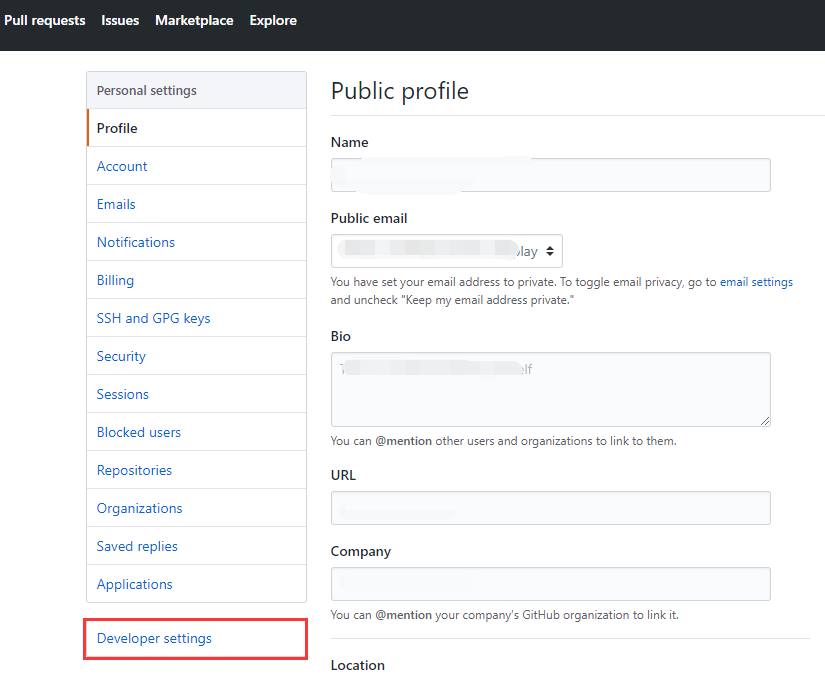 Pull requests Issues Marketplace Explore
Personal settings
Profile
Account
Emails
Notifications
Billing
SSH and GPG keys
Security
Sessions
Blocked users
Repositories
Organizations
Saved replies
Applications
Developer settings
Public profile
Name
Public email
You have set your email address to private. To toggle email privacy, go to email settings
and uncheck "Keep my email address private."
Bio
You can @mention other users and organizations to link to them.
URL
Company
You can @mention your company's GitHub organization to link it.
Location